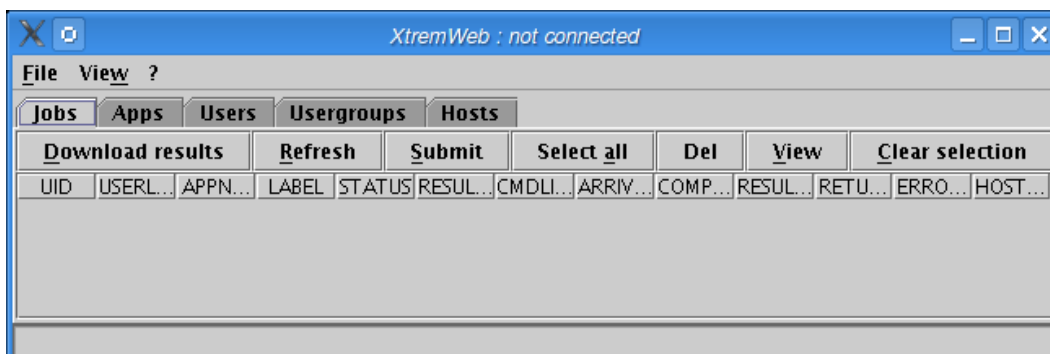 XtremWeb : not connected
File View ?
Jobs Apps Users Usergroups Hosts
Download results Refresh Submit Select all Del View Clear selection
UID USERL... APPN... LABEL STATUS RESUL... CMDLI... ARRIV... COMP... RESUL... RETU... ERRO... HOST...